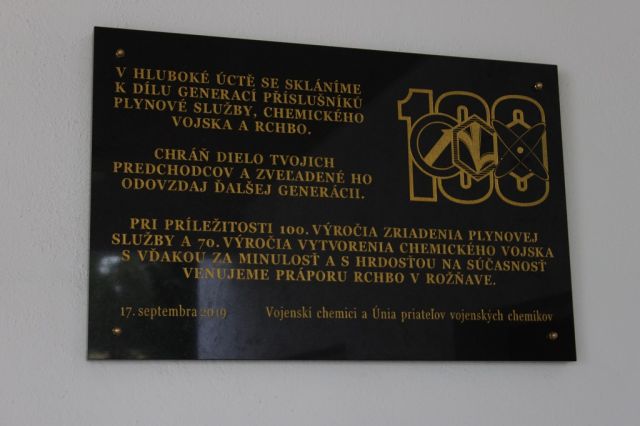 V HLUBOKÉ ÚCTĚ SE SKLÁNÍME
K DÍLU GENERACÍ PŘÍSLUŠNÍKŮ
PLYNOVÉ SLUŽBY, CHEMICKÉHO
VOJSKA A RCHBO.
100
CHRÁŇ DIELO TVOJICH
PREDCHODCOV A ZVEĽADENÉ HO
ODOVZDAJ ĎALŠEJ GENERÁCII.
PRI PRÍLEŽITOSTI 100. VÝROČIA ZRIADENIA PLYNOVEJ
SLUŽBY A 70. VÝROČIA VYTVORENIA CHEMICKÉHO VOJSKA
S VĎAKOU ZA MINULOSŤ A S HRDOSŤOU NA SÚČASNOSŤ
VENUJEME PRÁPORU RCHBO V ROŽŇAVE.
17. septembra 2019 Vojenskí chemici a Únia priateľov vojenských chemikov